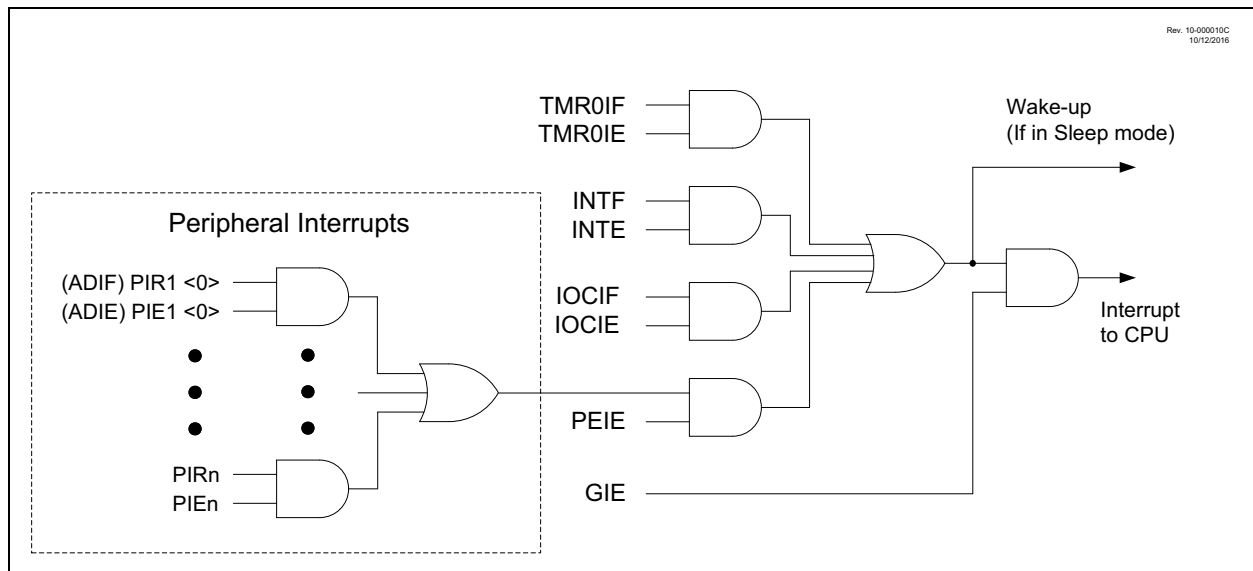 Rev. 10-000010C
10/12/2016
TMR0IF
TMR0IE
Wake-up
(If in Sleep mode)
INTF
INTE
Peripheral Interrupts
(ADIF) PIR1 <0>
(ADIE) PIE1 <0>
IOCIF
IOCIE
Interrupt
to CPU
PEIE
PIRn
PIEn
GIE